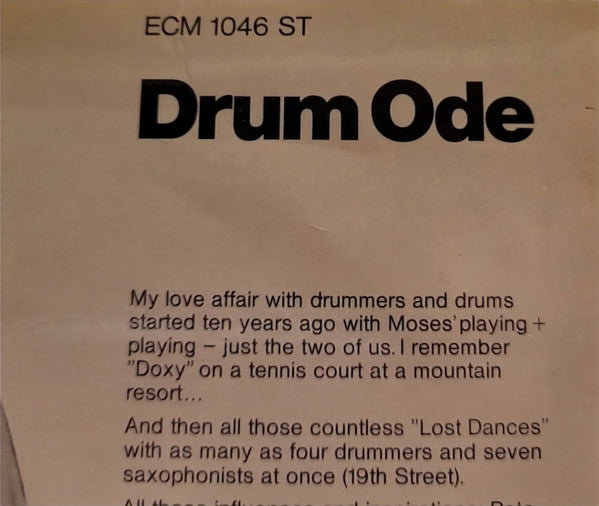 ECM 1046 ST
Drum Ode
My love affair with drummers and drums
started ten years ago with Moses' playing +
playing – just the two of us. I remember
"Doxy" on a tennis court at a mountain
resort...
And then all those countless "Lost Dances"
with as many as four drummers and seven
saxophonists at once (19th Street).